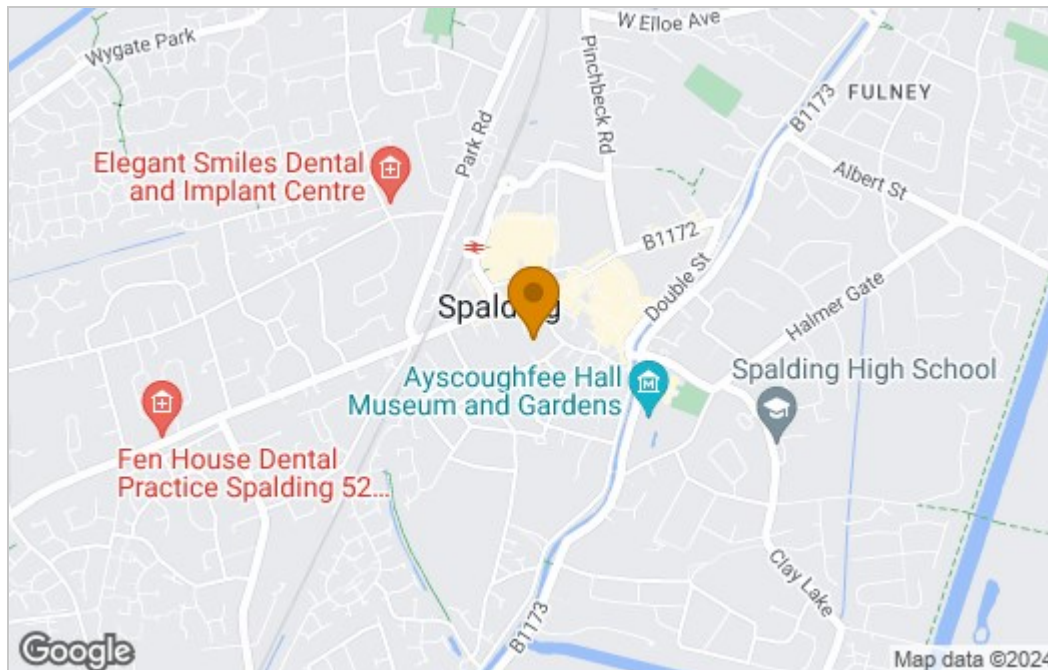 W Elloe Ave
Wygate Park
Pinchbeck Rd
B1173
FULNEY
Park Rd
Elegant Smiles Dental
and Implant Centre
Albert St
B1172
Double St
Spalding
Halmer Gate
Ayscoughfee Hall
Museum and Gardens
Spalding High School
Fen House Dental
Practice Spalding 52...
Clay Lake
B1173
Google
Map data ©2024